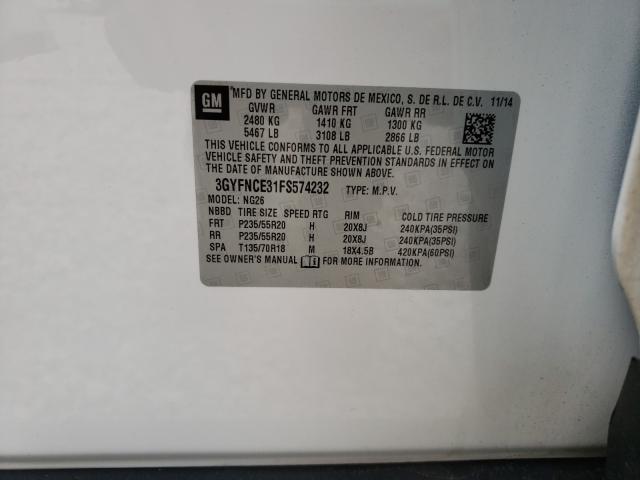 GM
*MFD BY GENERAL MOTORS DE MEXICO, S. DE R.L. DE C.V. 11/14
GVWR GAWR FRT GAWR RR
2480 KG 1410 KG 1300 KG
5467 LB 3108 LB 2866 LB
THIS VEHICLE CONFORMS TO ALL APPLICABLE U.S. FEDERAL MOTOR
VEHICLE SAFETY AND THEFT PREVENTION STANDARDS IN EFFECT ON
THE DATE OF MANUFACTURE SHOWN ABOVE.
3GYFNCE31FS574232 TYPE: M.P.V.
MODEL: NG26
NBBD TIRE SIZE SPEED RTG RIM COLD TIRE PRESSURE
FRT P235/55R20 H 20X8J 240KPA(35PSI)
RR P235/55R20 H 20X8J 240KPA(35PSI)
SPA T135/70R18 M 18X4.5B 420KPA(60PSI)
SEE OWNER'S MANUAL FOR MORE INFORMATION.